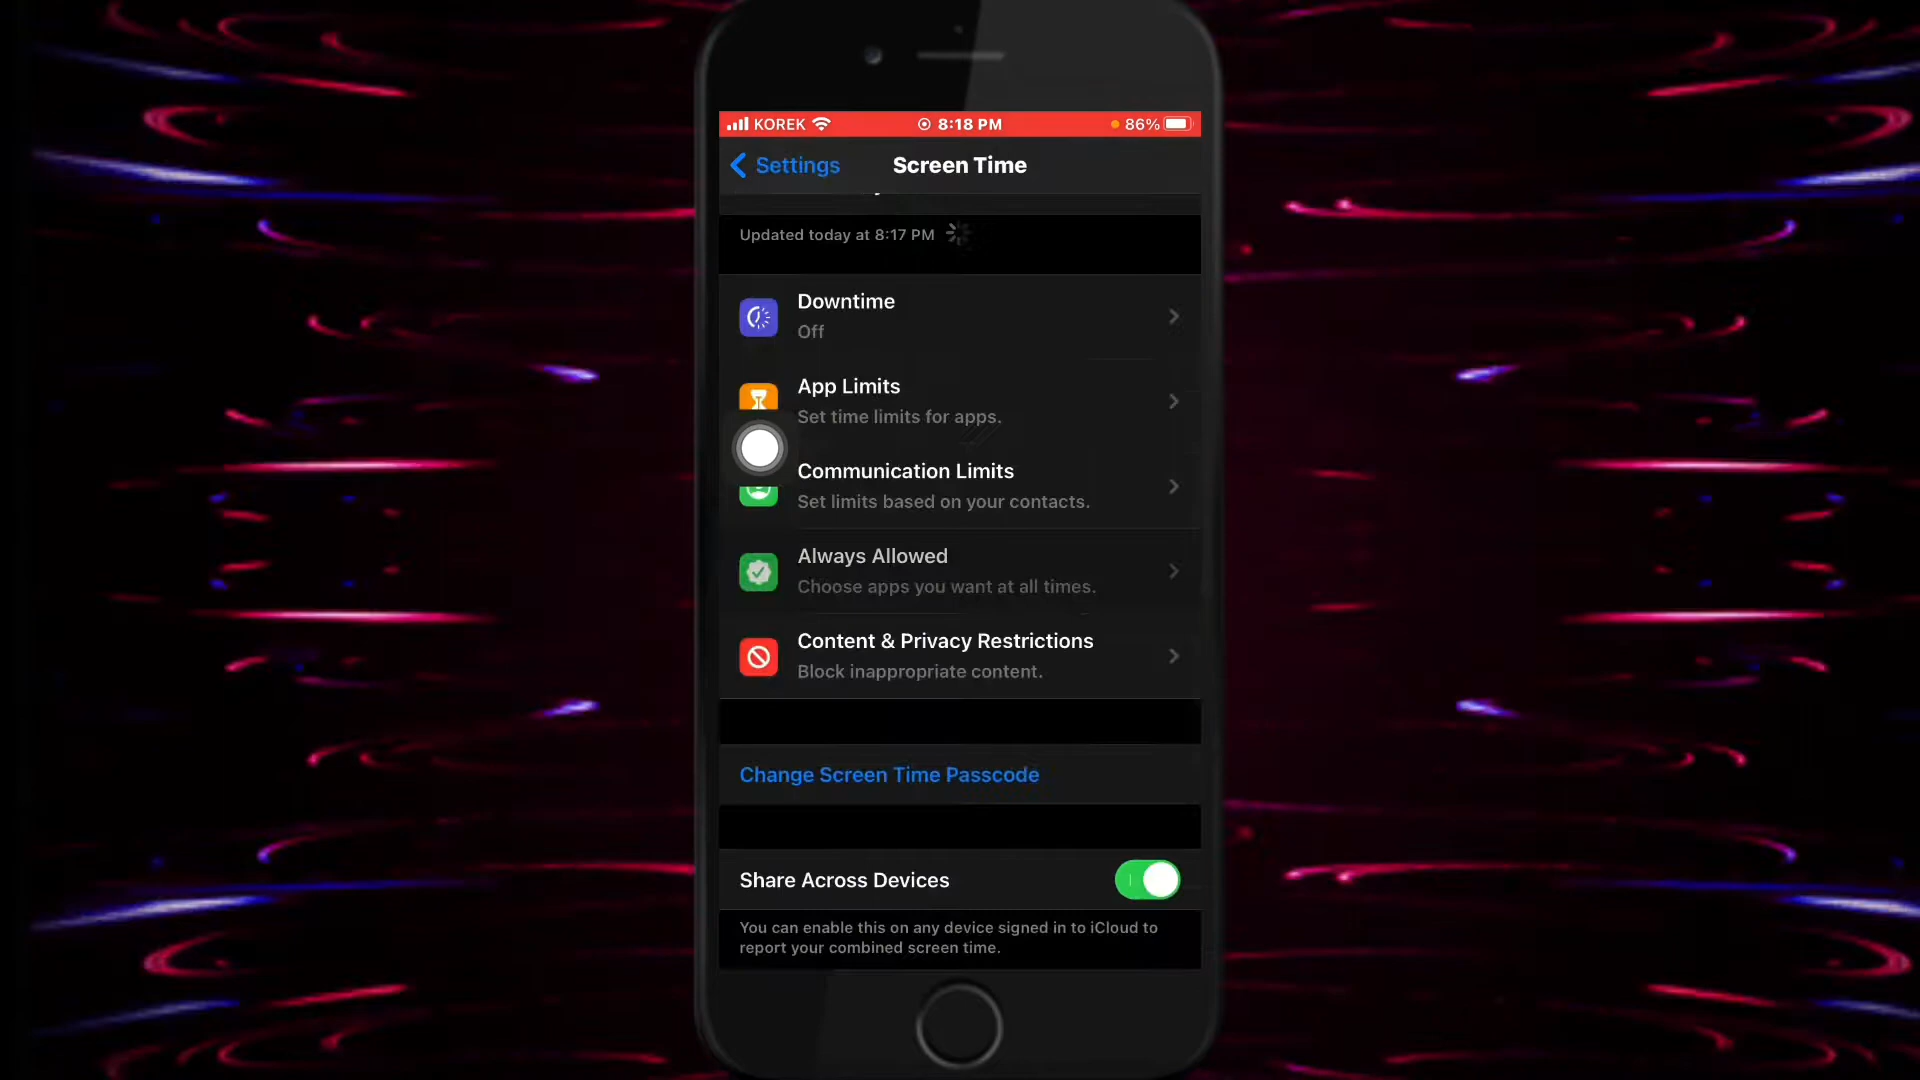 KOREK 8:18 PM 86%
Settings Screen Time
Updated today at 8:17 PM
Downtime
Off
App Limits
Set time limits for apps.
Communication Limits
Set limits based on your contacts.
Always Allowed
Choose apps you want at all times.
Content & Privacy Restrictions
Block inappropriate content.
Change Screen Time Passcode
Share Across Devices
You can enable this on any device signed in to iCloud to
report your combined screen time.